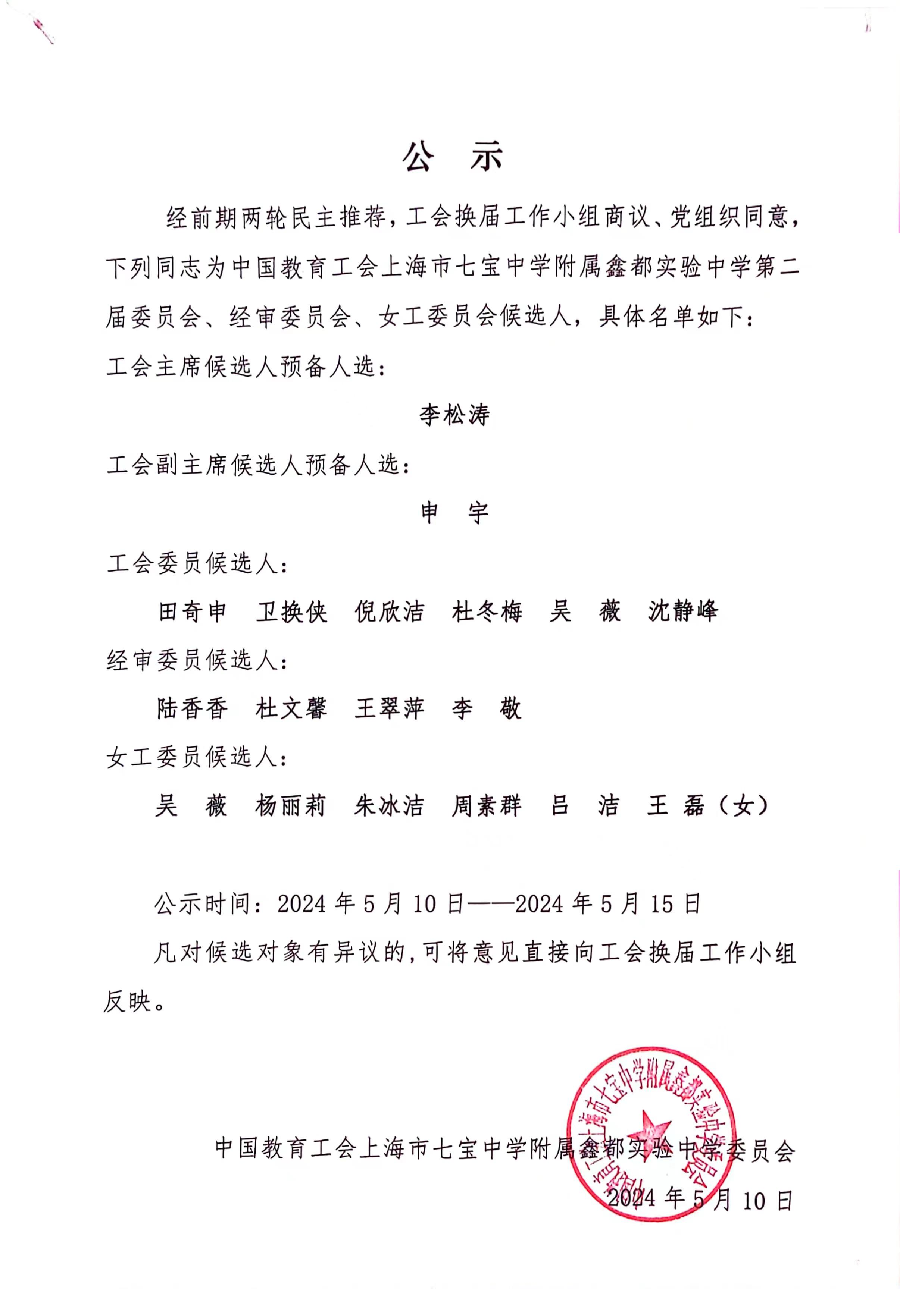 公 示
经前期两轮民主推荐，工会换届工作小组商议、党组织同意，
下列同志为中国教育工会上海市七宝中学附属鑫都实验中学第二
届委员会、经审委员会、女工委员会候选人，具体名单如下：
工会主席候选人预备人选：
李松涛
工会副主席候选人预备人选：
申 宇
工会委员候选人：
田奇申 卫换侠 倪欣洁 杜冬梅 吴 薇 沈静峰
经审委员候选人：
陆香香 杜文馨 王翠萍 李 敬
女工委员候选人：
吴 薇 杨丽莉 朱冰洁 周素群 吕 洁 王 磊（女）
公示时间：2024 年 5 月 10 日——2024 年 5 月 15 日
凡对候选对象有异议的,可将意见直接向工会换届工作小组
反映。
中国教育工会上海市七宝中学附属鑫都实验中学委员会
2024 年 5 月 10 日
中国教育工会上海市七宝中学附属鑫都实验中学委员会